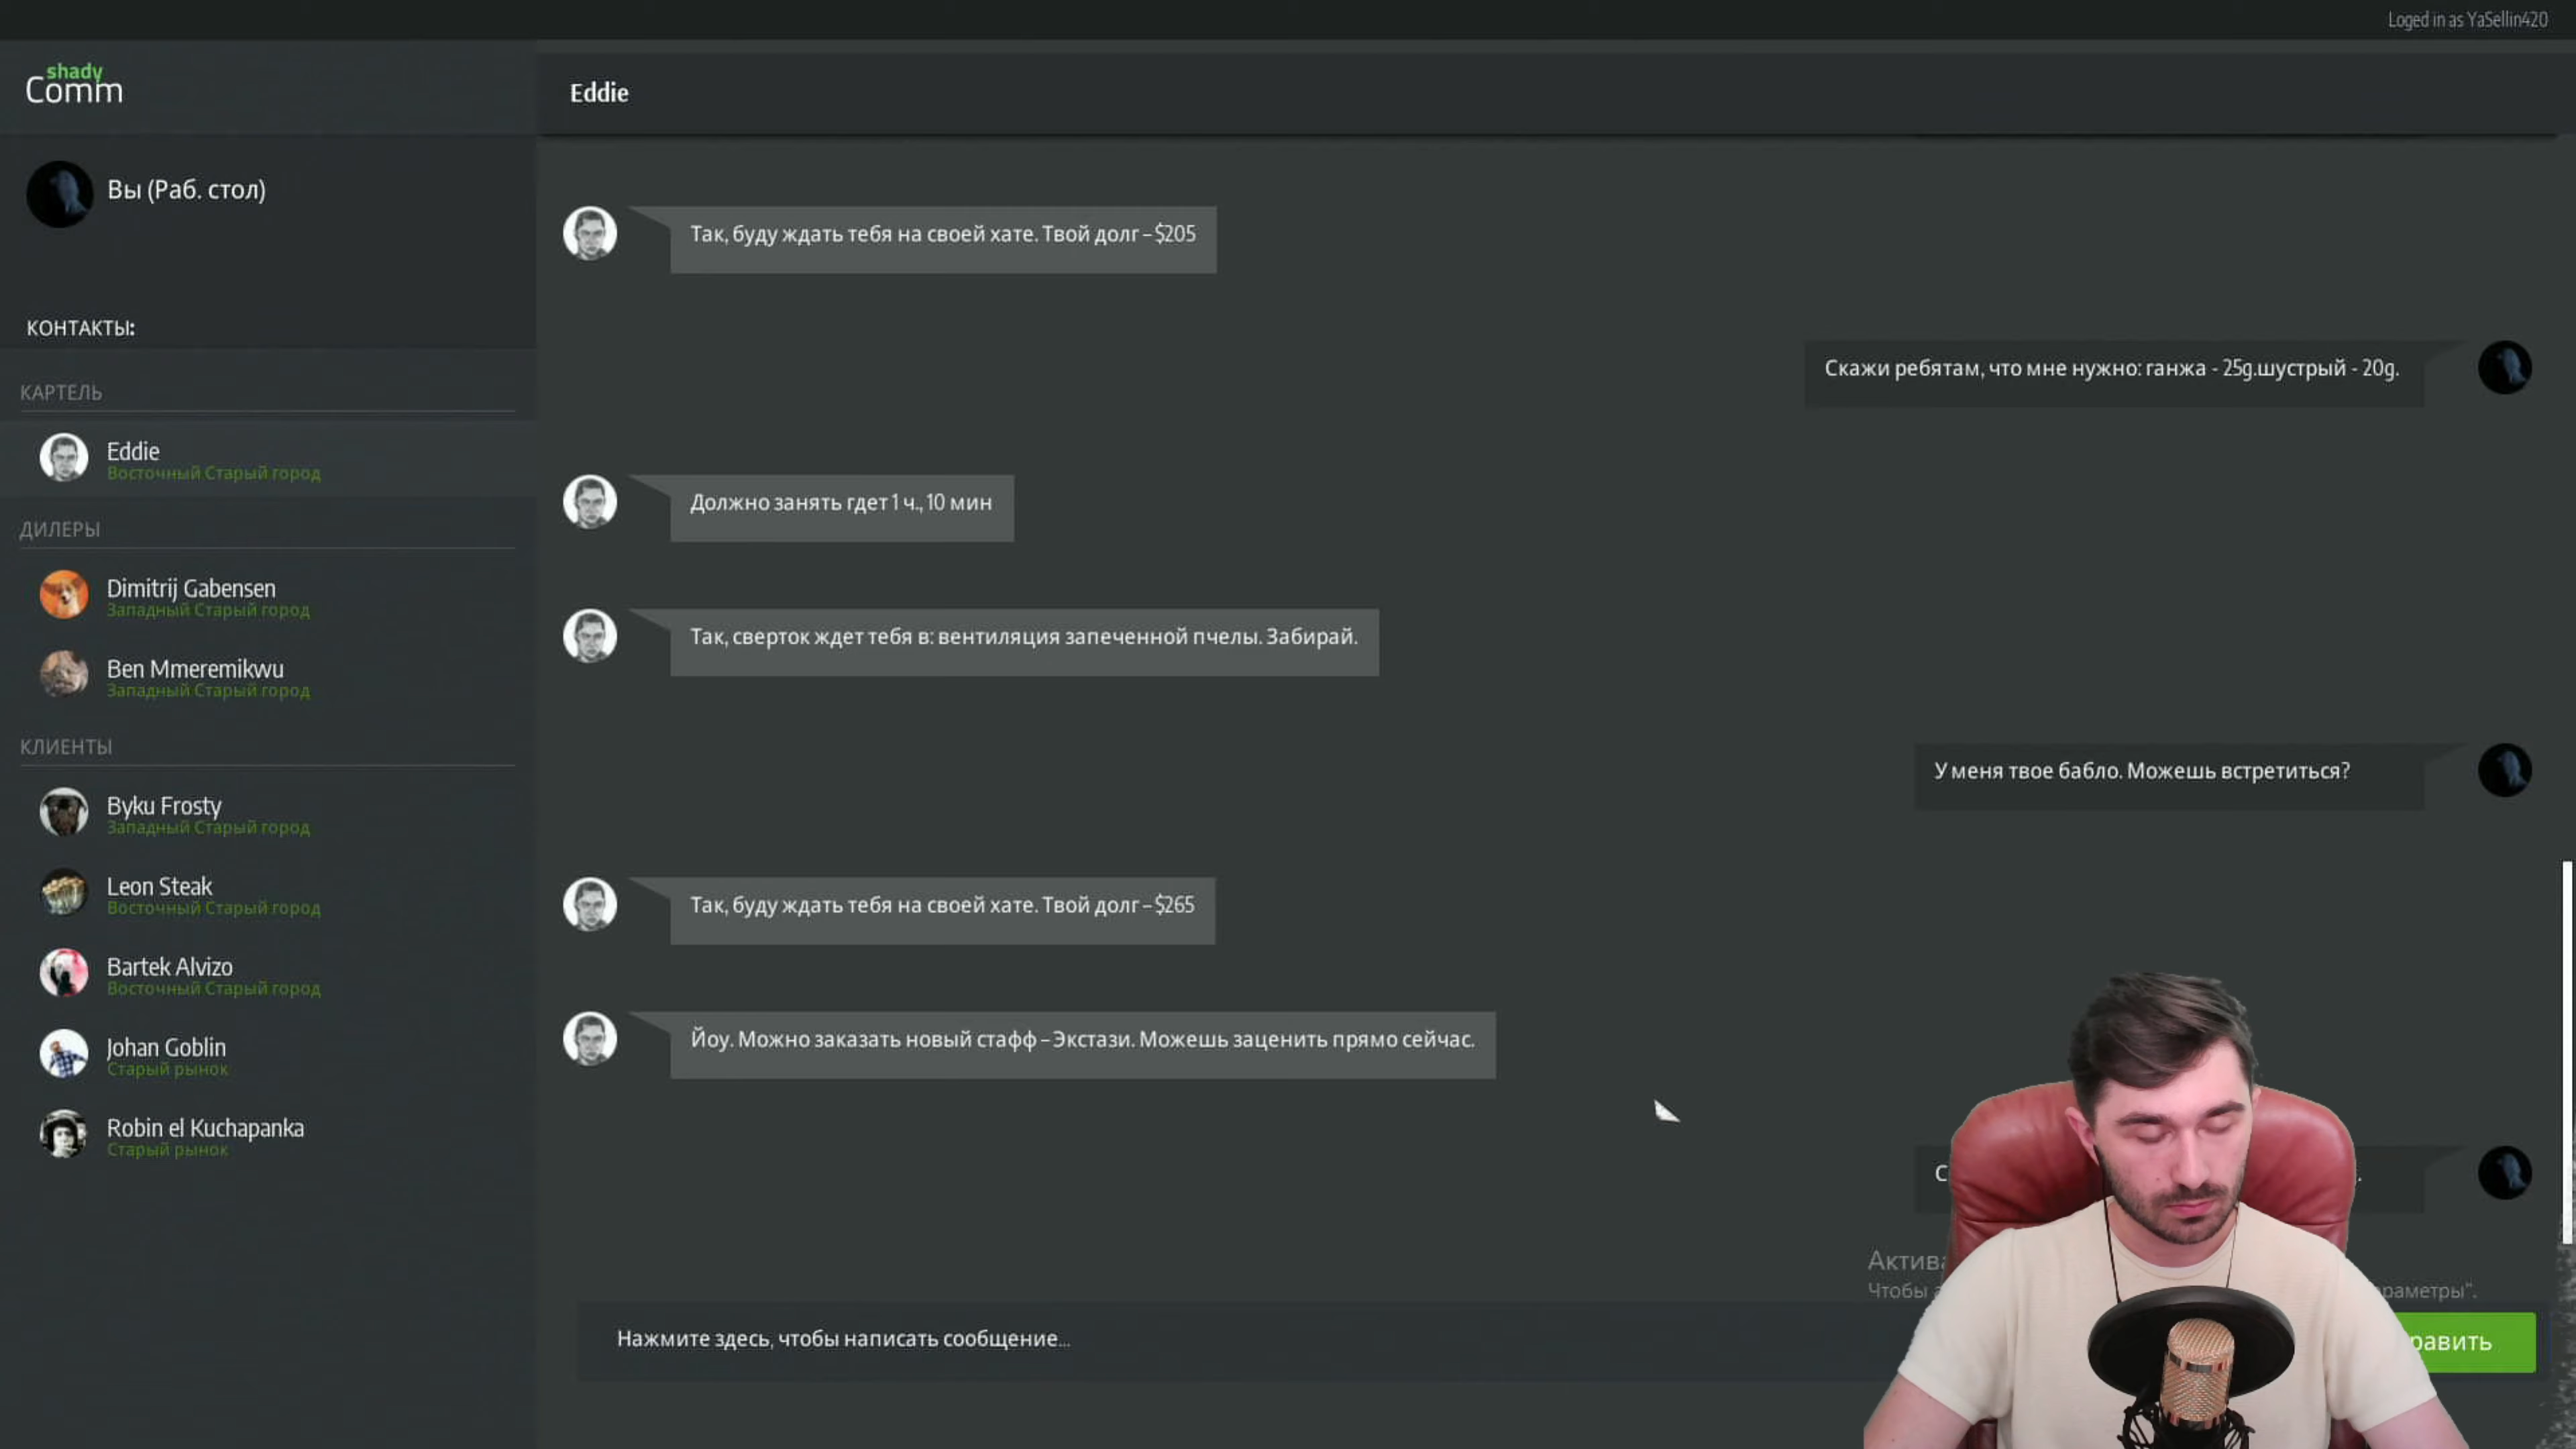 Loged in as YaSellin420
shady
Comm
Eddie
Вы (Раб. стол)
КОНТАКТЫ:
КАРТЕЛЬ
Eddie
Восточный Старый город
ДИЛЕРЫ
Dimitrij Gabensen
Западный Старый город
Ben Mmeremikwu
Западный Старый город
КЛИЕНТЫ
Byku Frosty
Западный Старый город
Leon Steak
Восточный Старый город
Bartek Alvizo
Восточный Старый город
Johan Goblin
Старый рынок
Robin el Kuchapanka
Старый рынок
Так, буду ждать тебя на своей хате. Твой долг – $205
Скажи ребятам, что мне нужно: ганжа - 25g.шустрый - 20g.
Должно занять гдет 1 ч., 10 мин
Так, сверток ждет тебя в: вентиляция запеченной пчелы. Забирай.
У меня твое бабло. Можешь встретиться?
Так, буду ждать тебя на своей хате. Твой долг – $265
Йоу. Можно заказать новый стафф – Экстази. Можешь заценить прямо сейчас.
Чтобы
Нажмите здесь, чтобы написать сообщение...